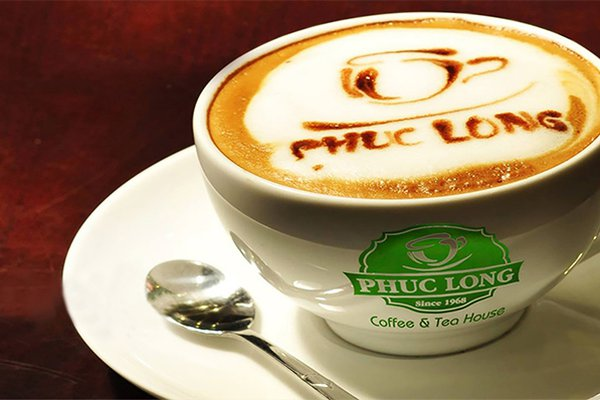 PHUC LONG
PHUC LONG
Since 1968
Coffee & Tea House